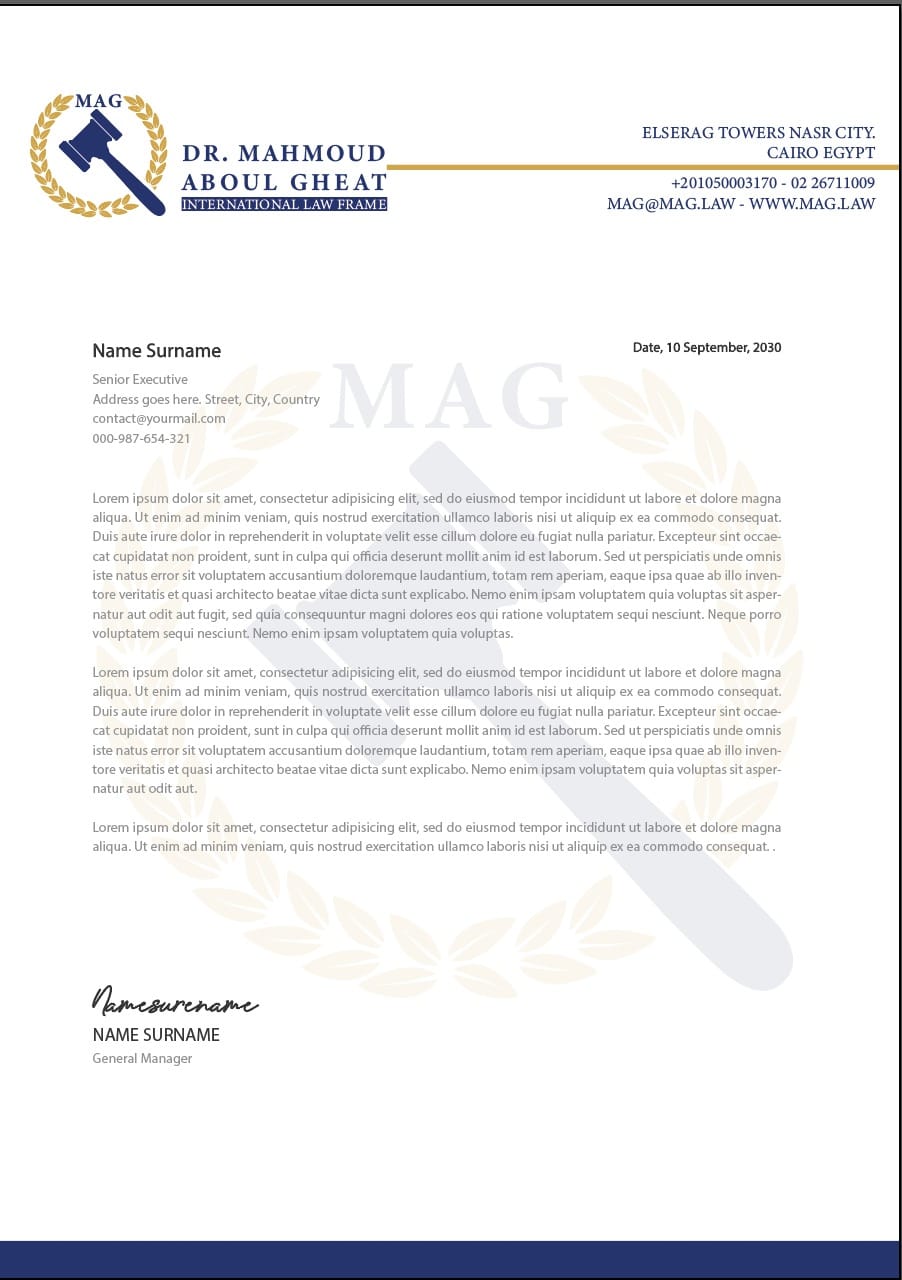 MAG
DR. MAHMOUD
ABOUL GHEAT
INTERNATIONAL LAW FRAME
ELSERAG TOWERS NASR CITY.
CAIRO EGYPT
+201050003170 - 02 26711009
MAG@MAG.LAW - WWW.MAG.LAW
Name Surname
Date, 10 September, 2030
Senior Executive
Address goes here. Street, City, Country
contact@yourmail.com
000-987-654-321
MAG
Lorem ipsum dolor sit amet, consectetur adipisicing elit, sed do eiusmod tempor incididunt ut labore et dolore magna
aliqua. Ut enim ad minim veniam, quis nostrud exercitation ullamco laboris nisi ut aliquip ex ea commodo consequat.
Duis aute irure dolor in reprehenderit in voluptate velit esse cillum dolore eu fugiat nulla pariatur. Excepteur sint occae-
cat cupidatat non proident, sunt in culpa qui officia deserunt mollit anim id est laborum. Sed ut perspiciatis unde omnis
iste natus error sit voluptatem accusantium doloremque laudantium, totam rem aperiam, eaque ipsa quae ab illo inven-
tore veritatis et quasi architecto beatae vitae dicta sunt explicabo. Nemo enim ipsam voluptatem quia voluptas sit asper-
natur aut odit aut fugit, sed quia consequuntur magni dolores eos qui ratione voluptatem sequi nesciunt. Neque porro
voluptatem sequi nesciunt. Nemo enim ipsam voluptatem quia voluptas.
Lorem ipsum dolor sit amet, consectetur adipisicing elit, sed do eiusmod tempor incididunt ut labore et dolore magna
aliqua. Ut enim ad minim veniam, quis nostrud exercitation ullamco laboris nisi ut aliquip ex ea commodo consequat.
Duis aute irure dolor in reprehenderit in voluptate velit esse cillum dolore eu fugiat nulla pariatur. Excepteur sint occae-
cat cupidatat non proident, sunt in culpa qui officia deserunt mollit anim id est laborum. Sed ut perspiciatis unde omnis
iste natus error sit voluptatem accusantium doloremque laudantium, totam rem aperiam, eaque ipsa quae ab illo inven-
tore veritatis et quasi architecto beatae vitae dicta sunt explicabo. Nemo enim ipsam voluptatem quia voluptas sit asper-
natur aut odit aut.
Lorem ipsum dolor sit amet, consectetur adipisicing elit, sed do eiusmod tempor incididunt ut labore et dolore magna
aliqua. Ut enim ad minim veniam, quis nostrud exercitation ullamco laboris nisi ut aliquip ex ea commodo consequat. .
Namesurename
NAME SURNAME
General Manager